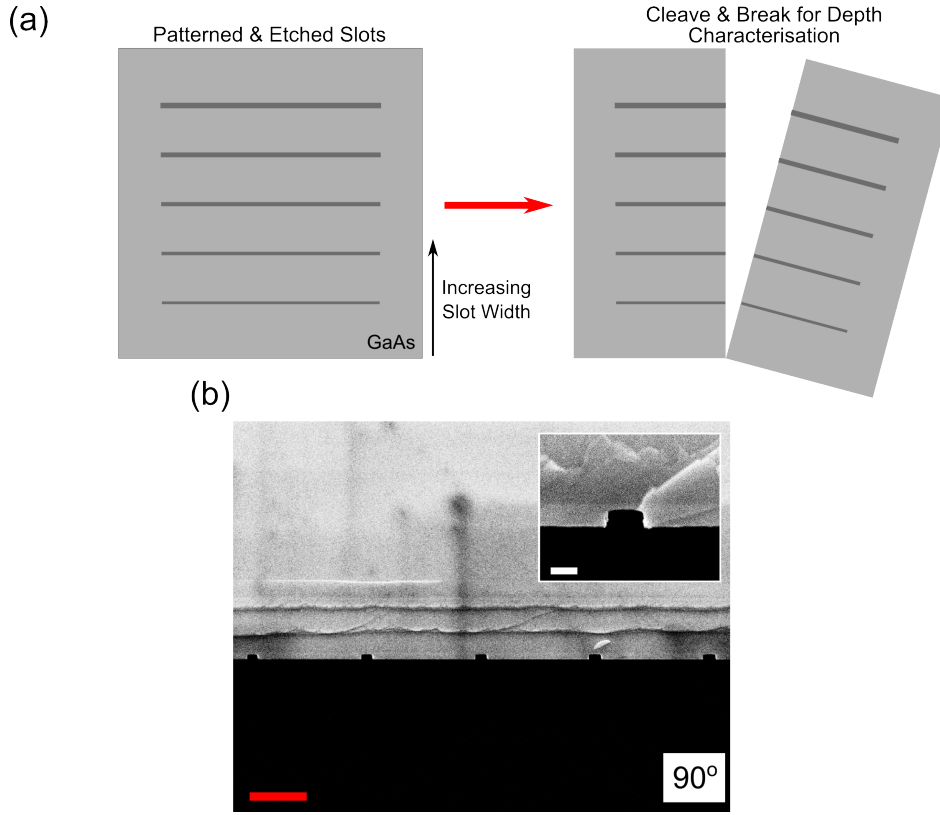 (a)
Patterned & Etched Slots
Cleave & Break for Depth
Characterisation
Increasing
Slot Width
GaAs
(b)
90º